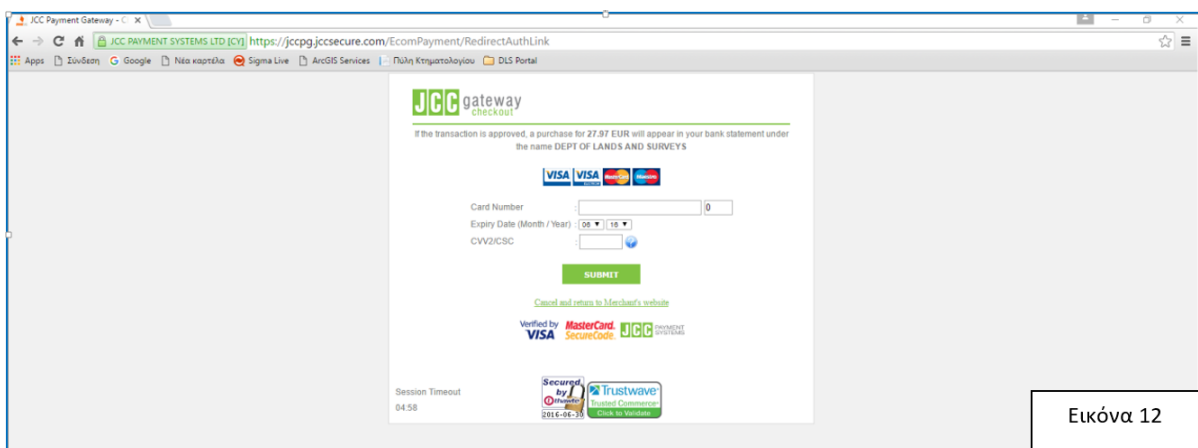 JCC Payment Gateway - C
JCC PAYMENT SYSTEMS LTD [CY] https://jccpg.jccsecure.com/EcomPayment/RedirectAuthLink
Apps Σύνδεση G Google Νέα καρτέλα Sigma Live ArcGIS Services Πύλη Κτηματολογίου DLS Portal
JCC gateway
checkout
If the transaction is approved, a purchase for 27.97 EUR will appear in your bank statement under
the name DEPT OF LANDS AND SURVEYS
VISA VISA MasterCard Maestro
Card Number : 0
Expiry Date (Month / Year) : 06 16
CVV2/CSC : ?
SUBMIT
Cancel and return to Merchant's website
Verified by VISA MasterCard. SecureCode. JCC PAYMENT SYSTEMS
Session Timeout
04:58
Secured by thawte
2016-06-30
Trustwave
Trusted Commerce
Click to Validate
Εικόνα 12